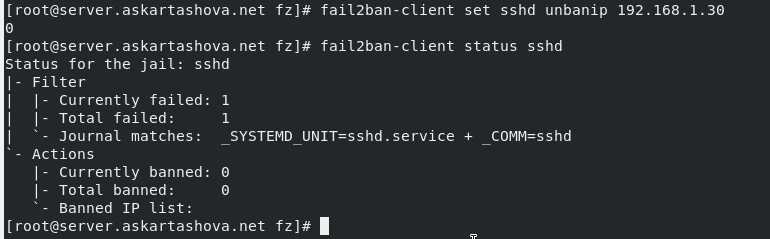 [root@server.askartashova.net fz]# fail2ban-client set sshd unbanip 192.168.1.30
0
[root@server.askartashova.net fz]# fail2ban-client status sshd
Status for the jail: sshd
|- Filter
|  |- Currently failed: 1
|  |- Total failed:     1
|  `- Journal matches:  _SYSTEMD_UNIT=sshd.service + _COMM=sshd
`- Actions
   |- Currently banned: 0
   |- Total banned:     0
   `- Banned IP list:
[root@server.askartashova.net fz]#